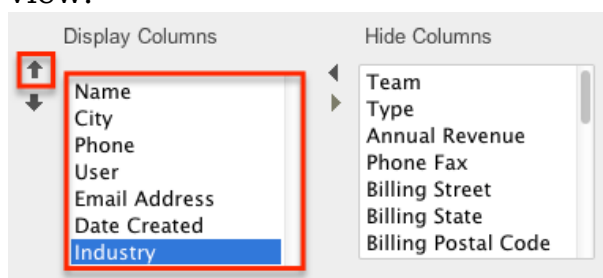 view.
Display Columns
Hide Columns
Name
City
Phone
User
Email Address
Date Created
Industry
Team
Type
Annual Revenue
Phone Fax
Billing Street
Billing State
Billing Postal Code